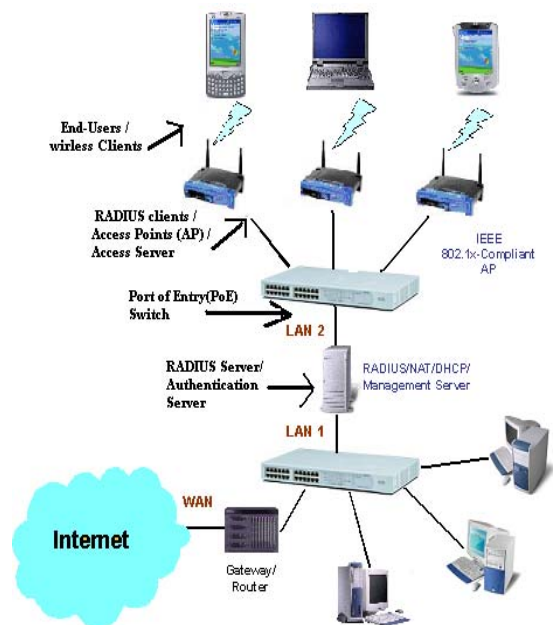 End-Users /
wirless Clients
RADIUS clients /
Access Points (AP) /
Access Server
IEEE
802.1x-Compliant
AP
Port of Entry(PoE)
Switch
LAN 2
RADIUS Server/
Authentication
Server
RADIUS/NAT/DHCP/
Management Server
LAN 1
WAN
Internet
Gateway/
Router